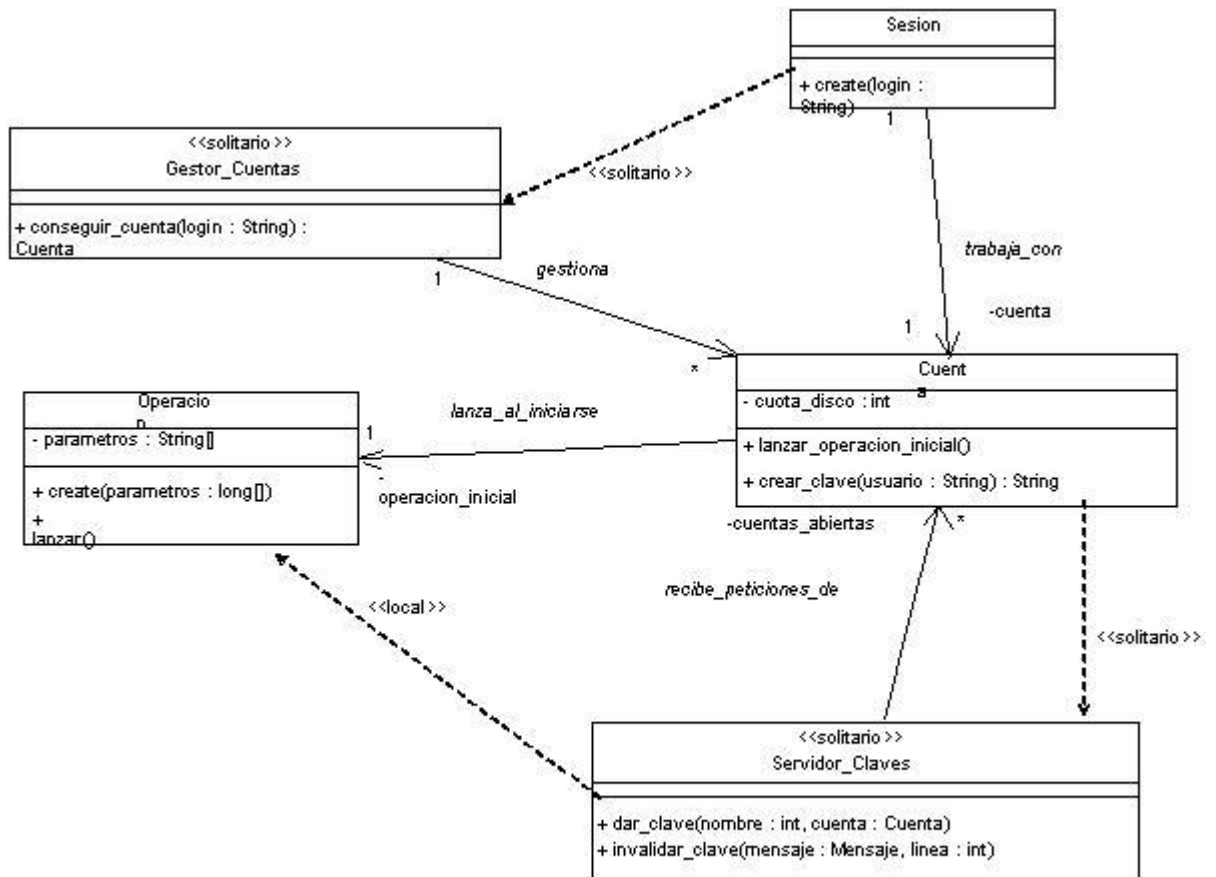 Sesion
+ create(login :
String)
1
<<solitario>>
Gestor_Cuentas
+ conseguir_cuenta(login : String) :
Cuenta
<<solitario>>
1
gestiona
trabaja_con
-cuenta
1
*
Cuent
a
- cuota_disco : int
+ lanzar_operacion_inicial()
+ crear_clave(usuario : String) : String
Operacio
n
- parametros : String[]
+ create(parametros : long[])
+
lanzar()
lanza_al_iniciarse
1
-
operacion_inicial
-cuentas_abiertas
*
recibe_peticiones_de
<<local>>
<<solitario>>
<<solitario>>
Servidor_Claves
+ dar_clave(nombre : int, cuenta : Cuenta)
+ invalidar_clave(mensaje : Mensaje, linea : int)